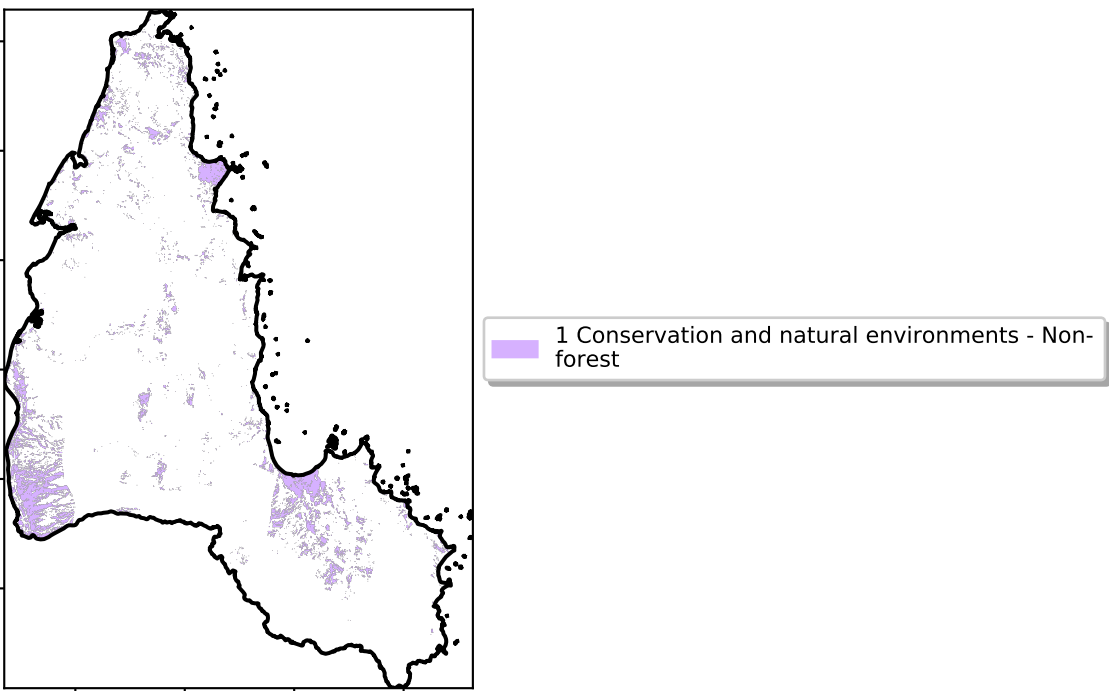 1 Conservation and natural environments - Non-
forest